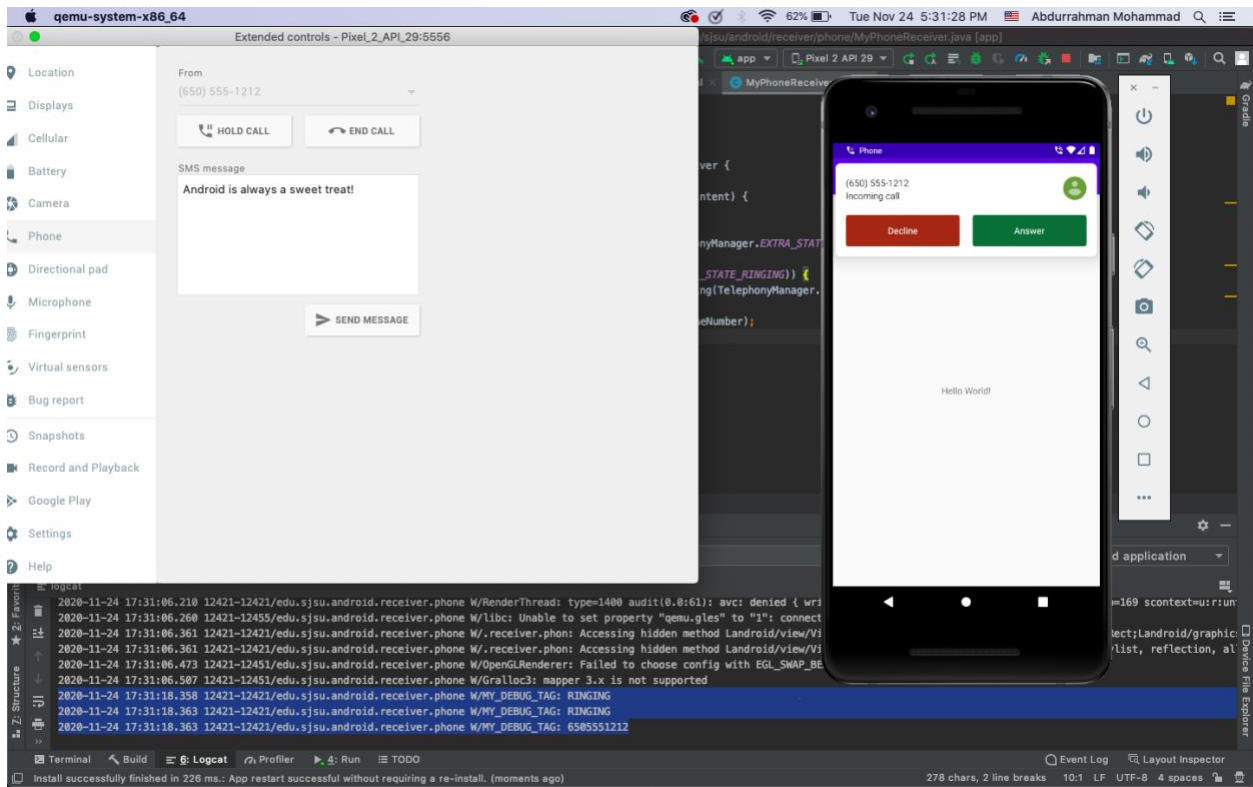 qemu-system-x86_64
62%
Tue Nov 24 5:31:28 PM
Abdurrahman Mohammad
Extended controls - Pixel_2_API_29:5556
/sjsu/android/receiver/phone/MyPhoneReceiver.java [app]
app
Pixel 2 API 29
MyPhoneReceive
Location
Displays
Cellular
Battery
Camera
Phone
Directional pad
Microphone
Fingerprint
Virtual sensors
Bug report
Snapshots
Record and Playback
Google Play
Settings
Help
From
(650) 555-1212
HOLD CALL
END CALL
SMS message
Android is always a sweet treat!
SEND MESSAGE
ver {
ntent) {
nyManager.EXTRA_STAT
_STATE_RINGING)) {
ng(TelephonyManager.
eNumber);
Phone
(650) 555-1212
Incoming call
Decline
Answer
Hello World!
Gradle
d application
logcat
2020-11-24 17:31:06.210 12421-12421/edu.sjsu.android.receiver.phone W/RenderThread: type=1400 audit(0.0:61): avc: denied { wri
=169 scontext=u:r:un
2020-11-24 17:31:06.260 12421-12455/edu.sjsu.android.receiver.phone W/libc: Unable to set property "qemu.gles" to "1": connect
2020-11-24 17:31:06.361 12421-12421/edu.sjsu.android.receiver.phone W/.receiver.phon: Accessing hidden method Landroid/view/Vi
ect;Landroid/graphic
2020-11-24 17:31:06.361 12421-12421/edu.sjsu.android.receiver.phone W/.receiver.phon: Accessing hidden method Landroid/view/Vi
list, reflection, al
2020-11-24 17:31:06.473 12421-12451/edu.sjsu.android.receiver.phone W/OpenGLRenderer: Failed to choose config with EGL_SWAP_BE
2020-11-24 17:31:06.507 12421-12451/edu.sjsu.android.receiver.phone W/Gralloc3: mapper 3.x is not supported
2020-11-24 17:31:18.358 12421-12421/edu.sjsu.android.receiver.phone W/MY_DEBUG_TAG: RINGING
2020-11-24 17:31:18.363 12421-12421/edu.sjsu.android.receiver.phone W/MY_DEBUG_TAG: RINGING
2020-11-24 17:31:18.363 12421-12421/edu.sjsu.android.receiver.phone W/MY_DEBUG_TAG: 6505551212
2: Favorit
Z: Structure
Device File Explorer
Terminal
Build
6: Logcat
Profiler
4: Run
TODO
Event Log
Layout Inspector
Install successfully finished in 226 ms.: App restart successful without requiring a re-install. (moments ago)
278 chars, 2 line breaks
10:1
LF
UTF-8
4 spaces